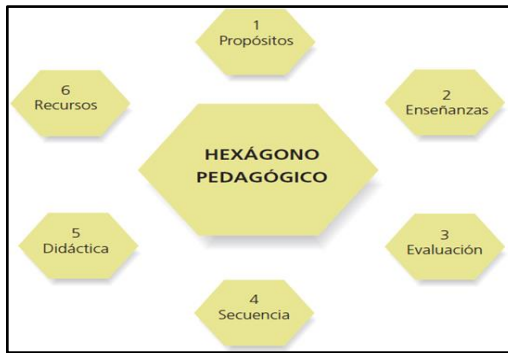 1
Propósitos
6
Recursos
2
Enseñanzas
HEXÁGONO
PEDAGÓGICO
5
Didáctica
3
Evaluación
4
Secuencia